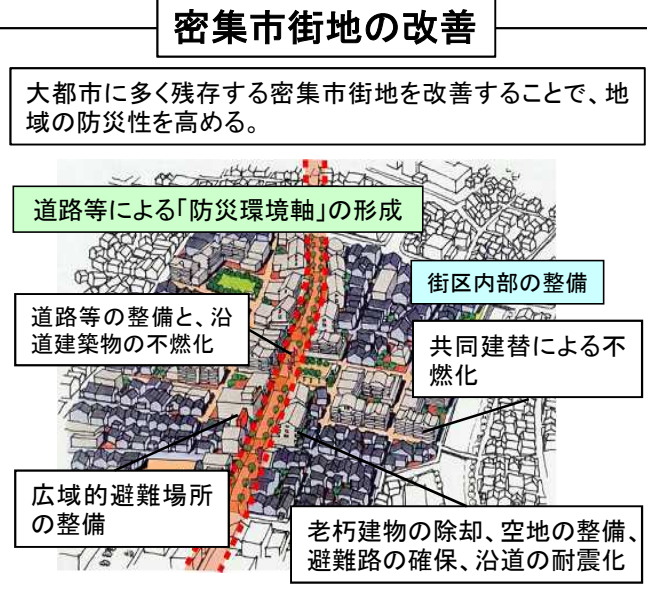 密集市街地の改善
大都市に多く残存する密集市街地を改善することで、地
域の防災性を高める。
道路等による「防災環境軸」の形成
街区内部の整備
道路等の整備と、沿
道建築物の不燃化
共同建替による不
燃化
広域的避難場所
の整備
老朽建物の除却、空地の整備、
避難路の確保、沿道の耐震化